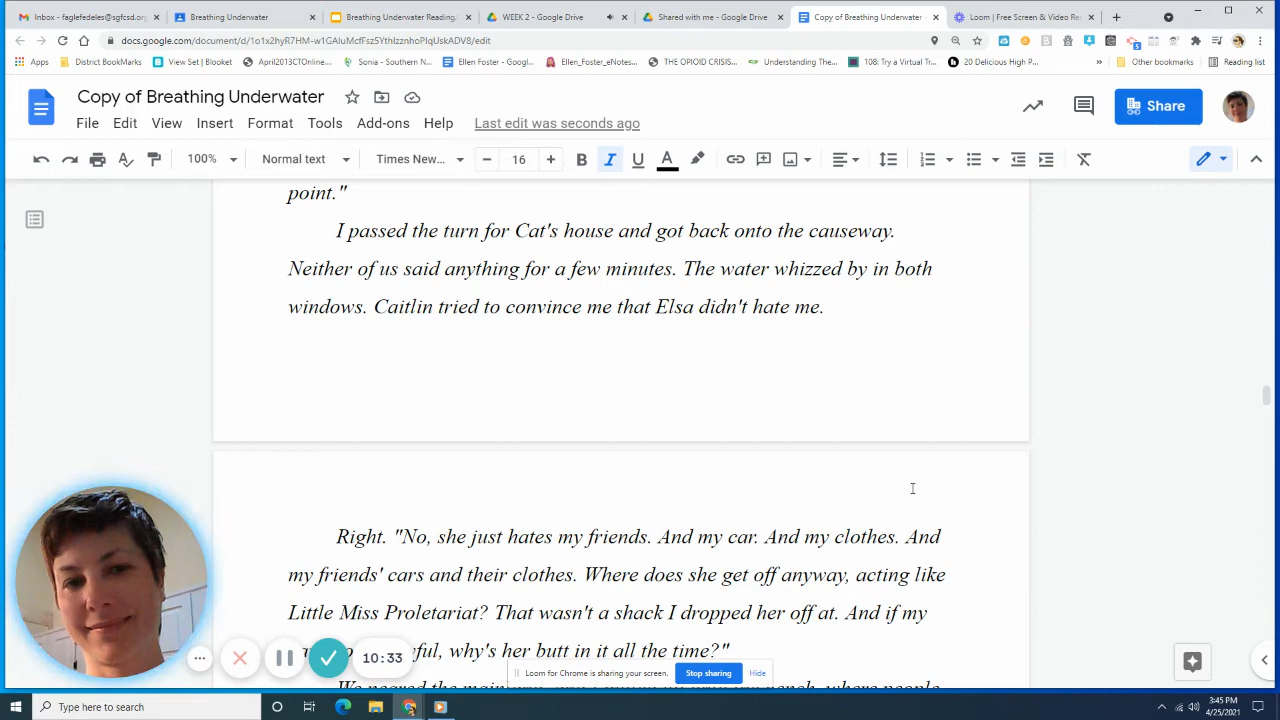 Inbox - faglefedeles@sgfcsd.org
Breathing Underwater
Breathing Underwater Reading/
WEEK 2 - Google Drive
Shared with me - Google Drive
Copy of Breathing Underwater
Loom | Free Screen & Video Re
docs.google.com/document/d/1o1x2hyR7HM-w1GAIuMcfFsz5YthIzznhoPlqUskADV8/edit
Apps
District BookMarks
View Set | Blooket
April2013CTOnline...
Sonia - Southern N...
Ellen Foster - Googl...
Ellen_Foster_eNotes...
THE OPIOID CRISIS...
Understanding The...
108: Try a Virtual Tr...
20 Delicious High P...
»
Other bookmarks
Reading list
Copy of Breathing Underwater
File Edit View Insert Format Tools Add-ons Help Last edit was seconds ago
Share
100% Normal text Times New... 16 B I U A
point."
I passed the turn for Cat's house and got back onto the causeway.
Neither of us said anything for a few minutes. The water whizzed by in both
windows. Caitlin tried to convince me that Elsa didn't hate me.
Right. "No, she just hates my friends. And my car. And my clothes. And
my friends' cars and their clothes. Where does she get off anyway, acting like
Little Miss Proletariat? That wasn't a shack I dropped her off at. And if my
ful, why's her butt in it all the time?"
10:33
Loom for Chrome is sharing your screen.
Stop sharing
Hide
Type here to search
3:45 PM
4/25/2021